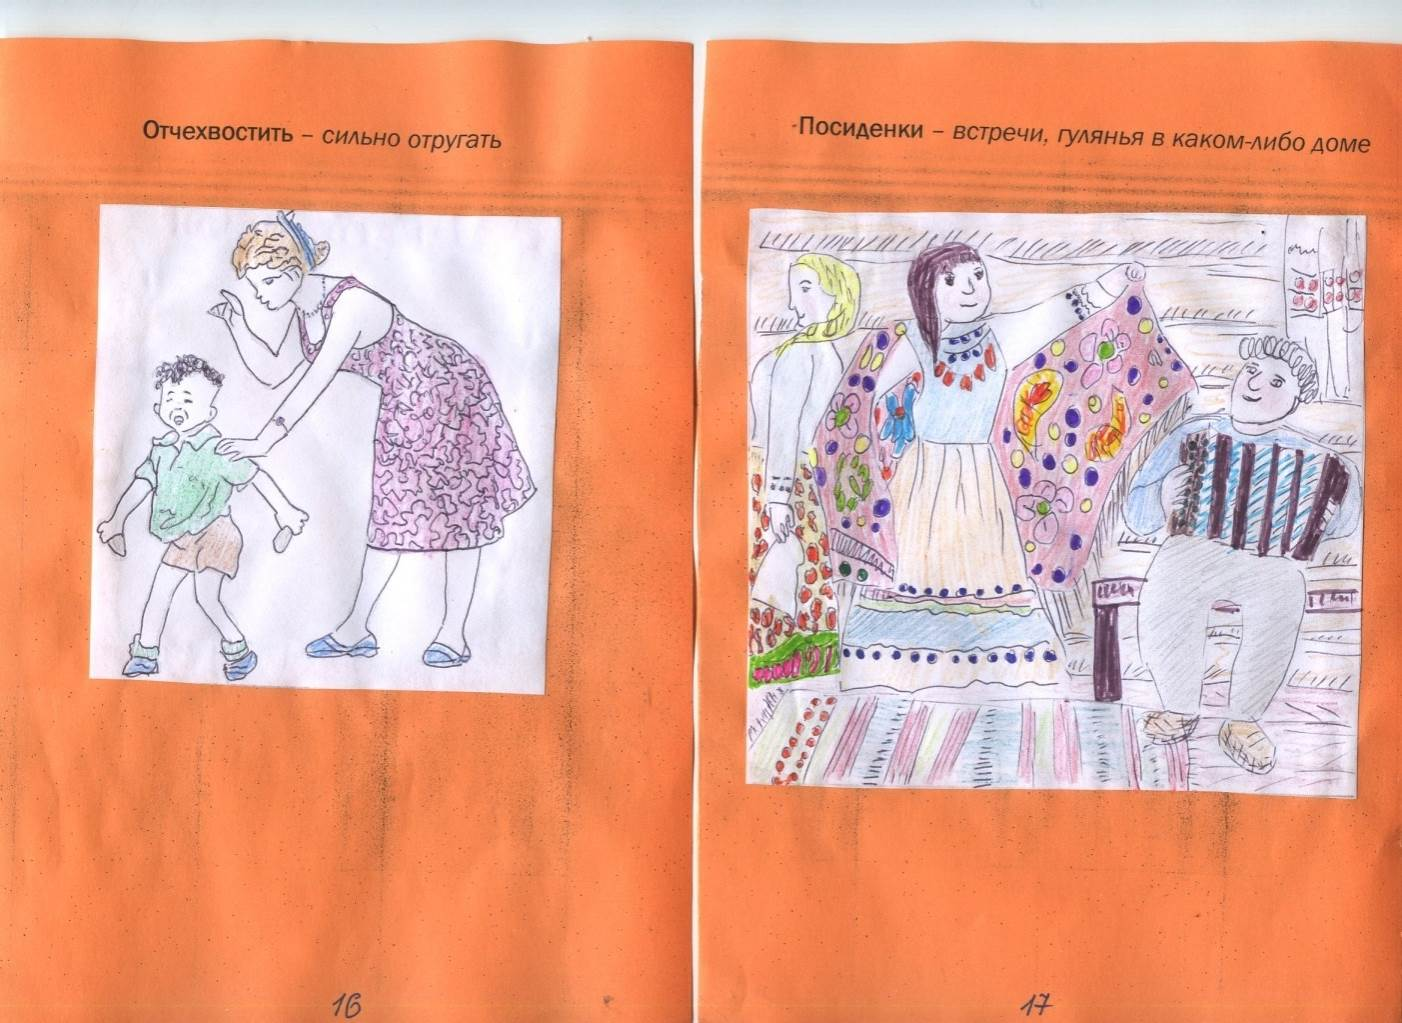 Отчехвостить – сильно отругать
16
-Посиденки – встречи, гулянья в каком-либо доме
17